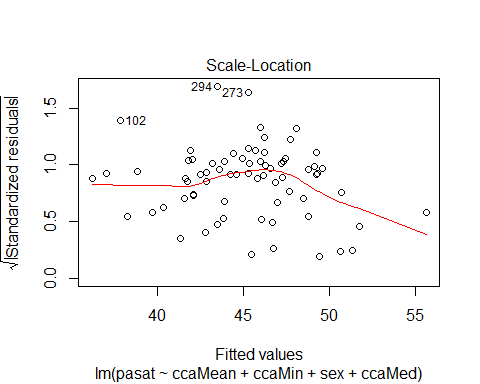 Scale-Location
√|Standardized residuals|
0.0 0.5 1.0 1.5
294
273
102
40 45 50 55
Fitted values
lm(pasat ~ ccaMean + ccaMin + sex + ccaMed)